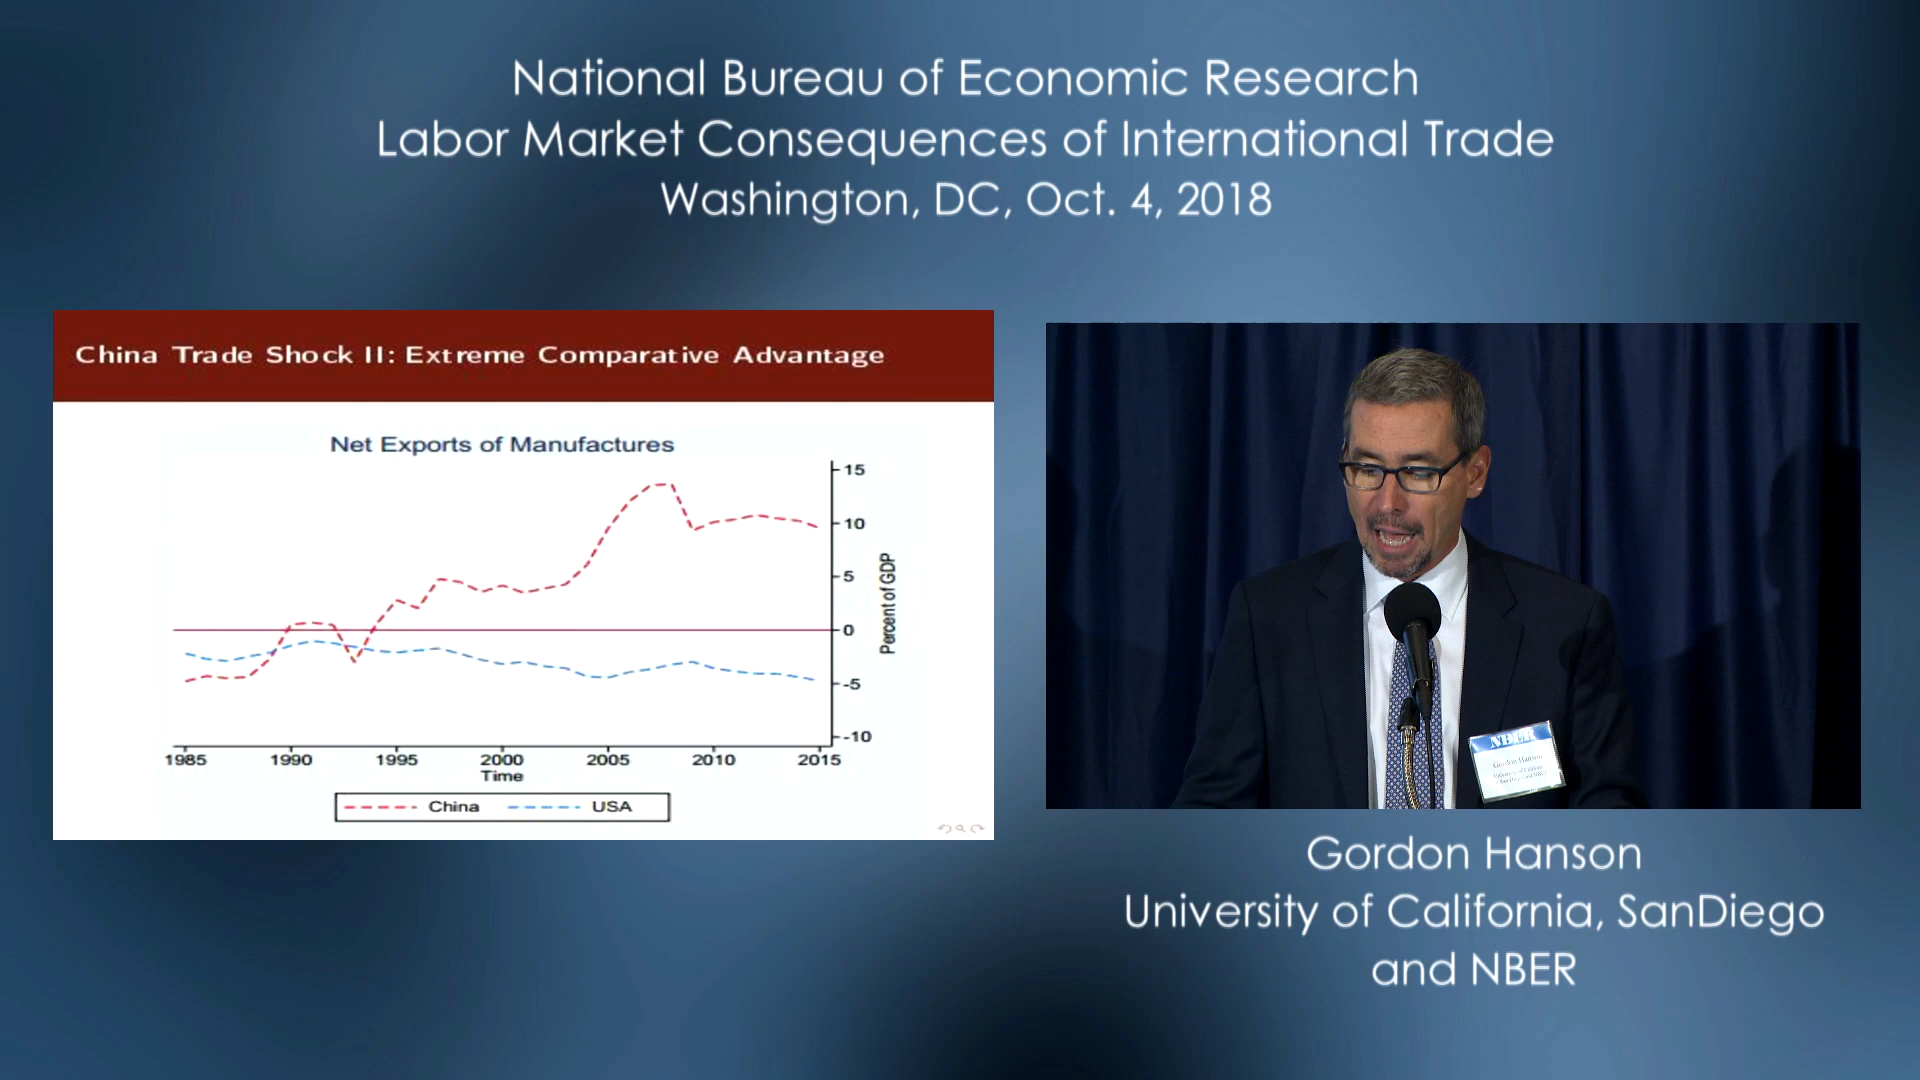 National Bureau of Economic Research
Labor Market Consequences of International Trade
Washington, DC, Oct. 4, 2018
China Trade Shock II: Extreme Comparative Advantage
Net Exports of Manufactures
15
10
5
0
-5
-10
Percent of GDP
1985 1990 1995 2000 2005 2010 2015
Time
China USA
NBER
Gordon Hanson
Gordon Hanson
University of California, SanDiego
and NBER